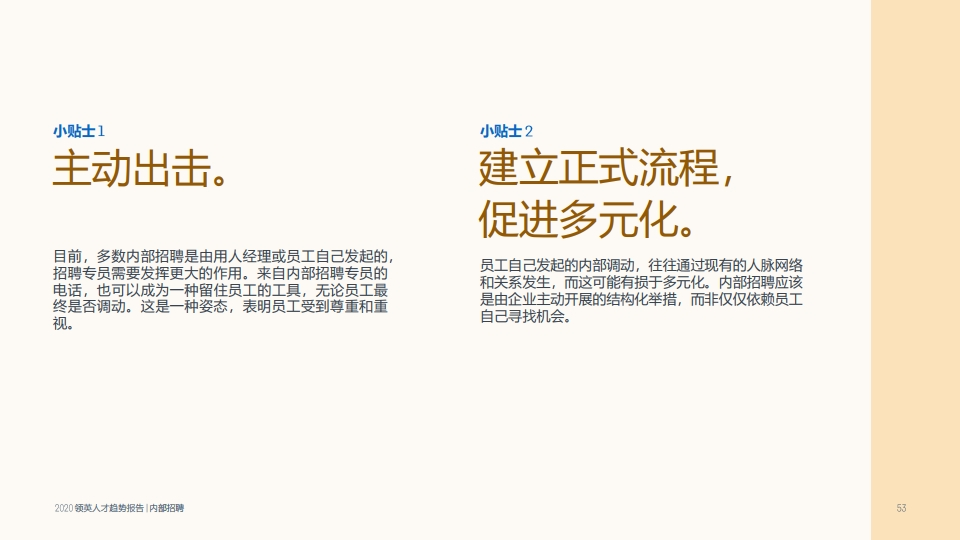 小贴士 1
主动出击。
目前，多数内部招聘是由用人经理或员工自己发起的，
招聘专员需要发挥更大的作用。来自内部招聘专员的
电话，也可以成为一种留住员工的工具，无论员工最
终是否调动。这是一种姿态，表明员工受到尊重和重
视。
小贴士 2
建立正式流程，
促进多元化。
员工自己发起的内部调动，往往通过现有的人脉网络
和关系发生，而这可能有损于多元化。内部招聘应该
是由企业主动开展的结构化举措，而非仅仅依赖员工
自己寻找机会。
2020 领英人才趋势报告 | 内部招聘
53